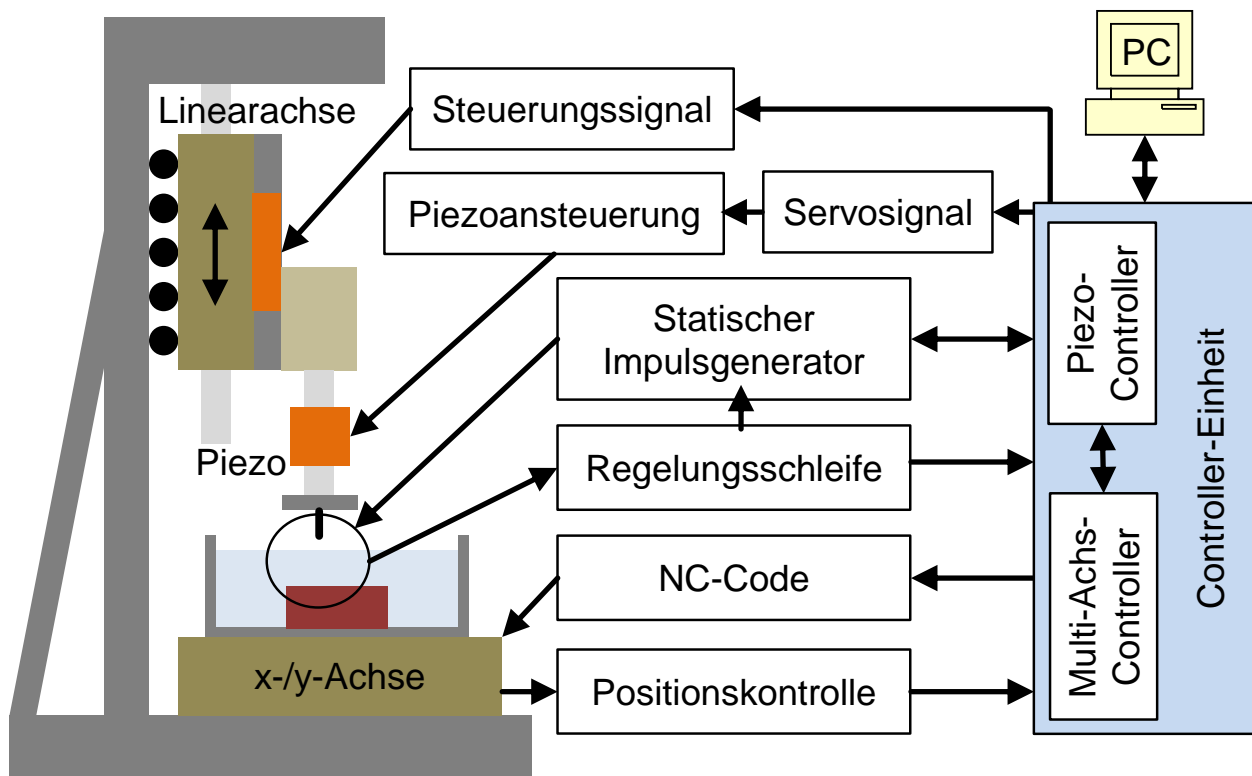 PC
Linearachse
Steuerungssignal
Piezoansteuerung
Servosignal
Statischer
Impulsgenerator
Piezo
Regelungsschleife
NC-Code
x-/y-Achse
Positionskontrolle
Piezo-
Controller
Multi-Achs-
Controller
Controller-Einheit